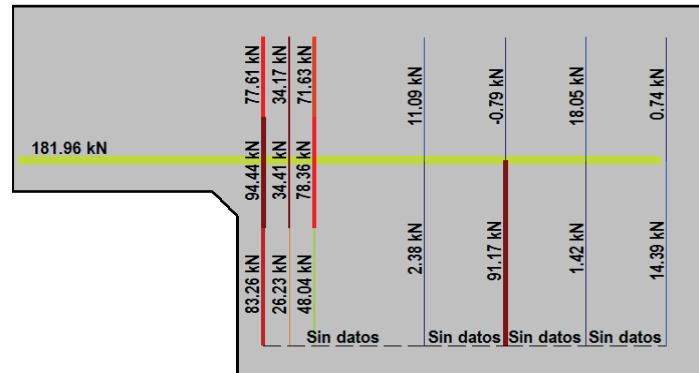 77.61 kN
34.17 kN
71.63 kN
11.09 kN
-0.79 kN
18.05 kN
0.74 kN
181.96 kN
94.44 kN
34.41 kN
78.36 kN
83.26 kN
26.23 kN
48.04 kN
2.38 kN
91.17 kN
1.42 kN
14.39 kN
Sin datos
Sin datos
Sin datos
Sin datos